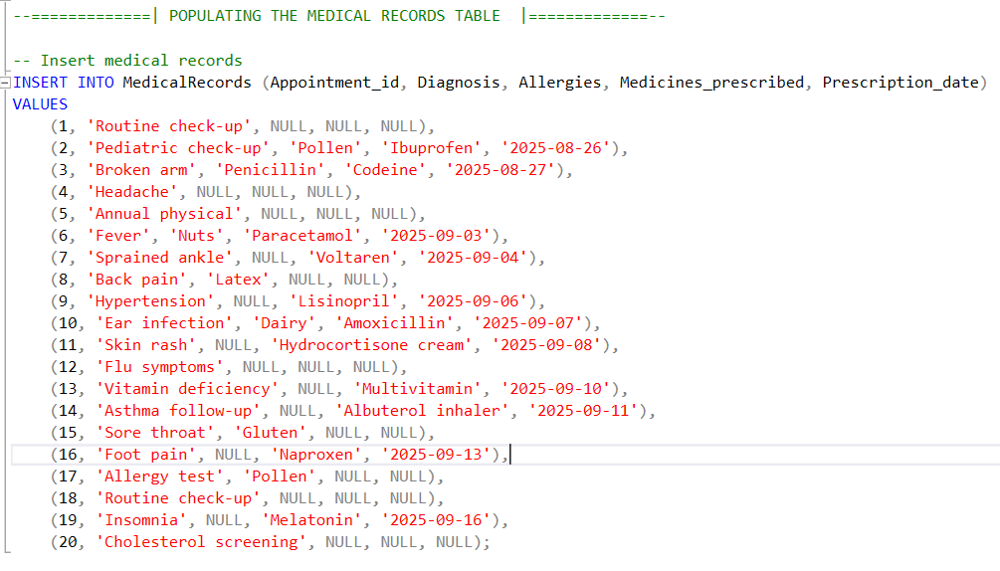 --=============| POPULATING THE MEDICAL RECORDS TABLE  |=============--
-- Insert medical records
INSERT INTO MedicalRecords (Appointment_id, Diagnosis, Allergies, Medicines_prescribed, Prescription_date)
VALUES
(1, 'Routine check-up', NULL, NULL, NULL),
(2, 'Pediatric check-up', 'Pollen', 'Ibuprofen', '2025-08-26'),
(3, 'Broken arm', 'Penicillin', 'Codeine', '2025-08-27'),
(4, 'Headache', NULL, NULL, NULL),
(5, 'Annual physical', NULL, NULL, NULL),
(6, 'Fever', 'Nuts', 'Paracetamol', '2025-09-03'),
(7, 'Sprained ankle', NULL, 'Voltaren', '2025-09-04'),
(8, 'Back pain', 'Latex', NULL, NULL),
(9, 'Hypertension', NULL, 'Lisinopril', '2025-09-06'),
(10, 'Ear infection', 'Dairy', 'Amoxicillin', '2025-09-07'),
(11, 'Skin rash', NULL, 'Hydrocortisone cream', '2025-09-08'),
(12, 'Flu symptoms', NULL, NULL, NULL),
(13, 'Vitamin deficiency', NULL, 'Multivitamin', '2025-09-10'),
(14, 'Asthma follow-up', NULL, 'Albuterol inhaler', '2025-09-11'),
(15, 'Sore throat', 'Gluten', NULL, NULL),
(16, 'Foot pain', NULL, 'Naproxen', '2025-09-13'),
(17, 'Allergy test', 'Pollen', NULL, NULL),
(18, 'Routine check-up', NULL, NULL, NULL),
(19, 'Insomnia', NULL, 'Melatonin', '2025-09-16'),
(20, 'Cholesterol screening', NULL, NULL, NULL);